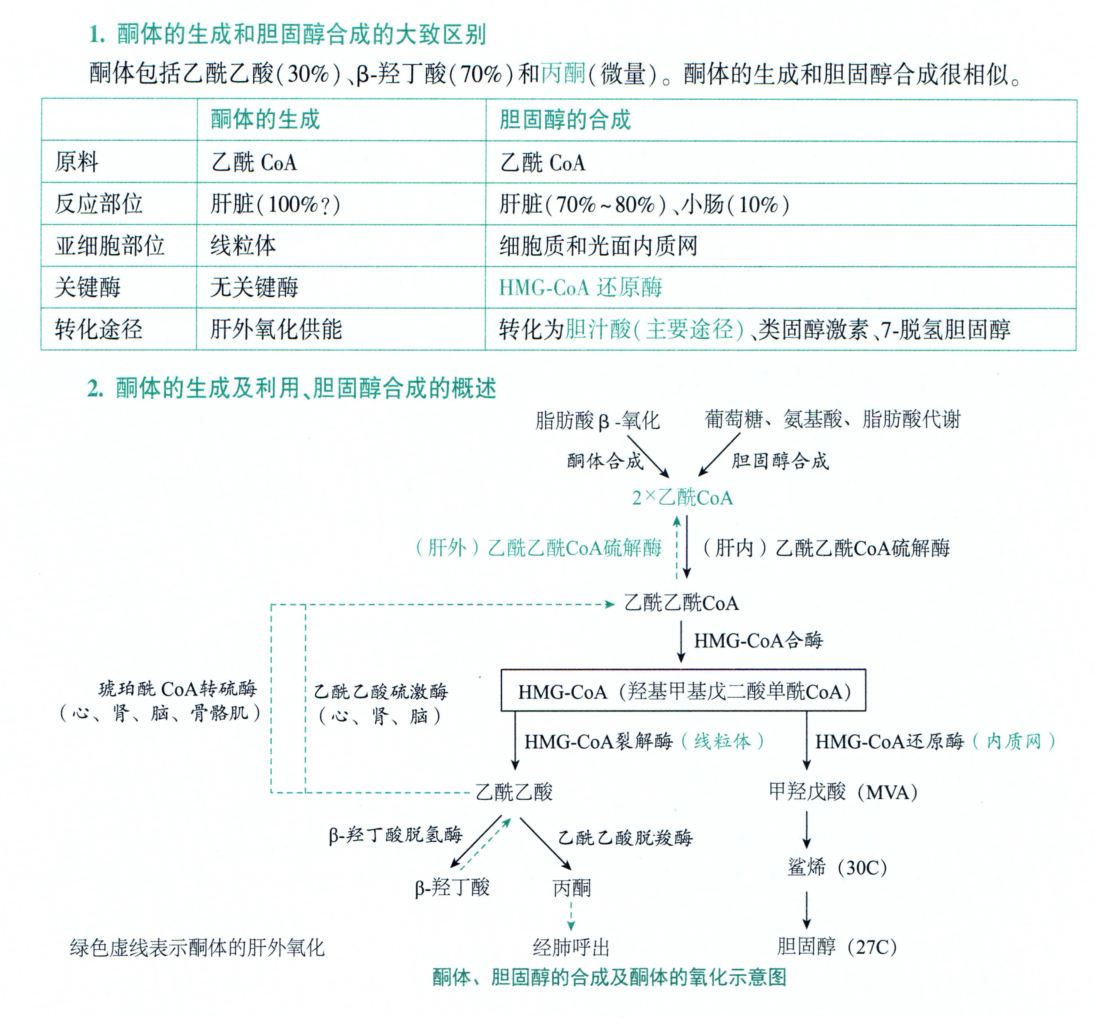 1. 酮体的生成和胆固醇合成的大致区别
酮体包括乙酰乙酸(30%)、β-羟丁酸(70%)和丙酮(微量)。酮体的生成和胆固醇合成很相似。
酮体的生成 胆固醇的合成
原料 乙酰 CoA 乙酰 CoA
反应部位 肝脏(100%?) 肝脏(70%~80%)、小肠(10%)
亚细胞部位 线粒体 细胞质和光面内质网
关键酶 无关键酶 HMG-CoA 还原酶
转化途径 肝外氧化供能 转化为胆汁酸(主要途径)、类固醇激素、7-脱氢胆固醇
2. 酮体的生成及利用、胆固醇合成的概述
脂肪酸β-氧化 葡萄糖、氨基酸、脂肪酸代谢
酮体合成 胆固醇合成
2×乙酰CoA
(肝外)乙酰乙酰CoA硫解酶 (肝内)乙酰乙酰CoA硫解酶
乙酰乙酰CoA
HMG-CoA合酶
琥珀酰 CoA转硫酶
(心、肾、脑、骨骼肌)
乙酰乙酸硫激酶
(心、肾、脑)
HMG-CoA(羟基甲基戊二酸单酰CoA)
HMG-CoA裂解酶(线粒体) HMG-CoA还原酶(内质网)
乙酰乙酸 甲羟戊酸(MVA)
β-羟丁酸脱氢酶 乙酰乙酸脱羧酶
鲨烯(30C)
β-羟丁酸 丙酮
绿色虚线表示酮体的肝外氧化 经肺呼出 胆固醇(27C)
酮体、胆固醇的合成及酮体的氧化示意图